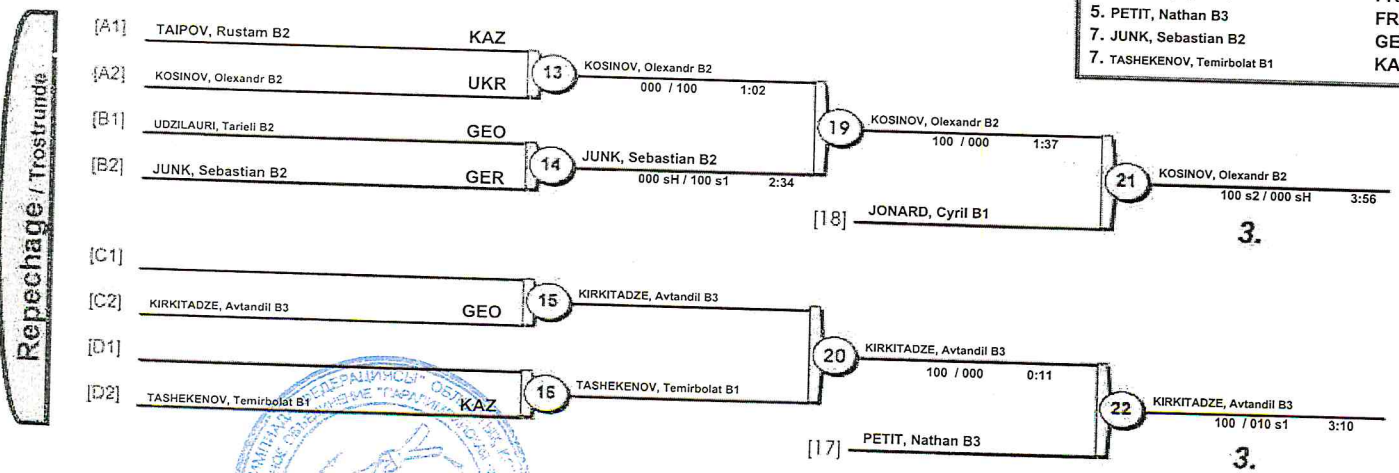 5. PETIT, Nathan B3 FR
7. JUNK, Sebastian B2 GE
7. TASHEKENOV, Temirbolat B1 KA
Repechage / Trostrunde
[A1] TAIPOV, Rustam B2 KAZ
[A2] KOSINOV, Olexandr B2 UKR
13 KOSINOV, Olexandr B2
000 / 100 1:02
[B1] UDZILAURI, Tarieli B2 GEO
[B2] JUNK, Sebastian B2 GER
14 JUNK, Sebastian B2
000 sH / 100 s1 2:34
19 KOSINOV, Olexandr B2
100 / 000 1:37
[18] JONARD, Cyril B1
21 KOSINOV, Olexandr B2
100 s2 / 000 sH 3:56
3.
[C1]
[C2] KIRKITADZE, Avtandil B3 GEO
15 KIRKITADZE, Avtandil B3
[D1]
[D2] TASHEKENOV, Temirbolat B1 KAZ
16 TASHEKENOV, Temirbolat B1
20 KIRKITADZE, Avtandil B3
100 / 000 0:11
[17] PETIT, Nathan B3
22 KIRKITADZE, Avtandil B3
100 / 010 s1 3:10
3.